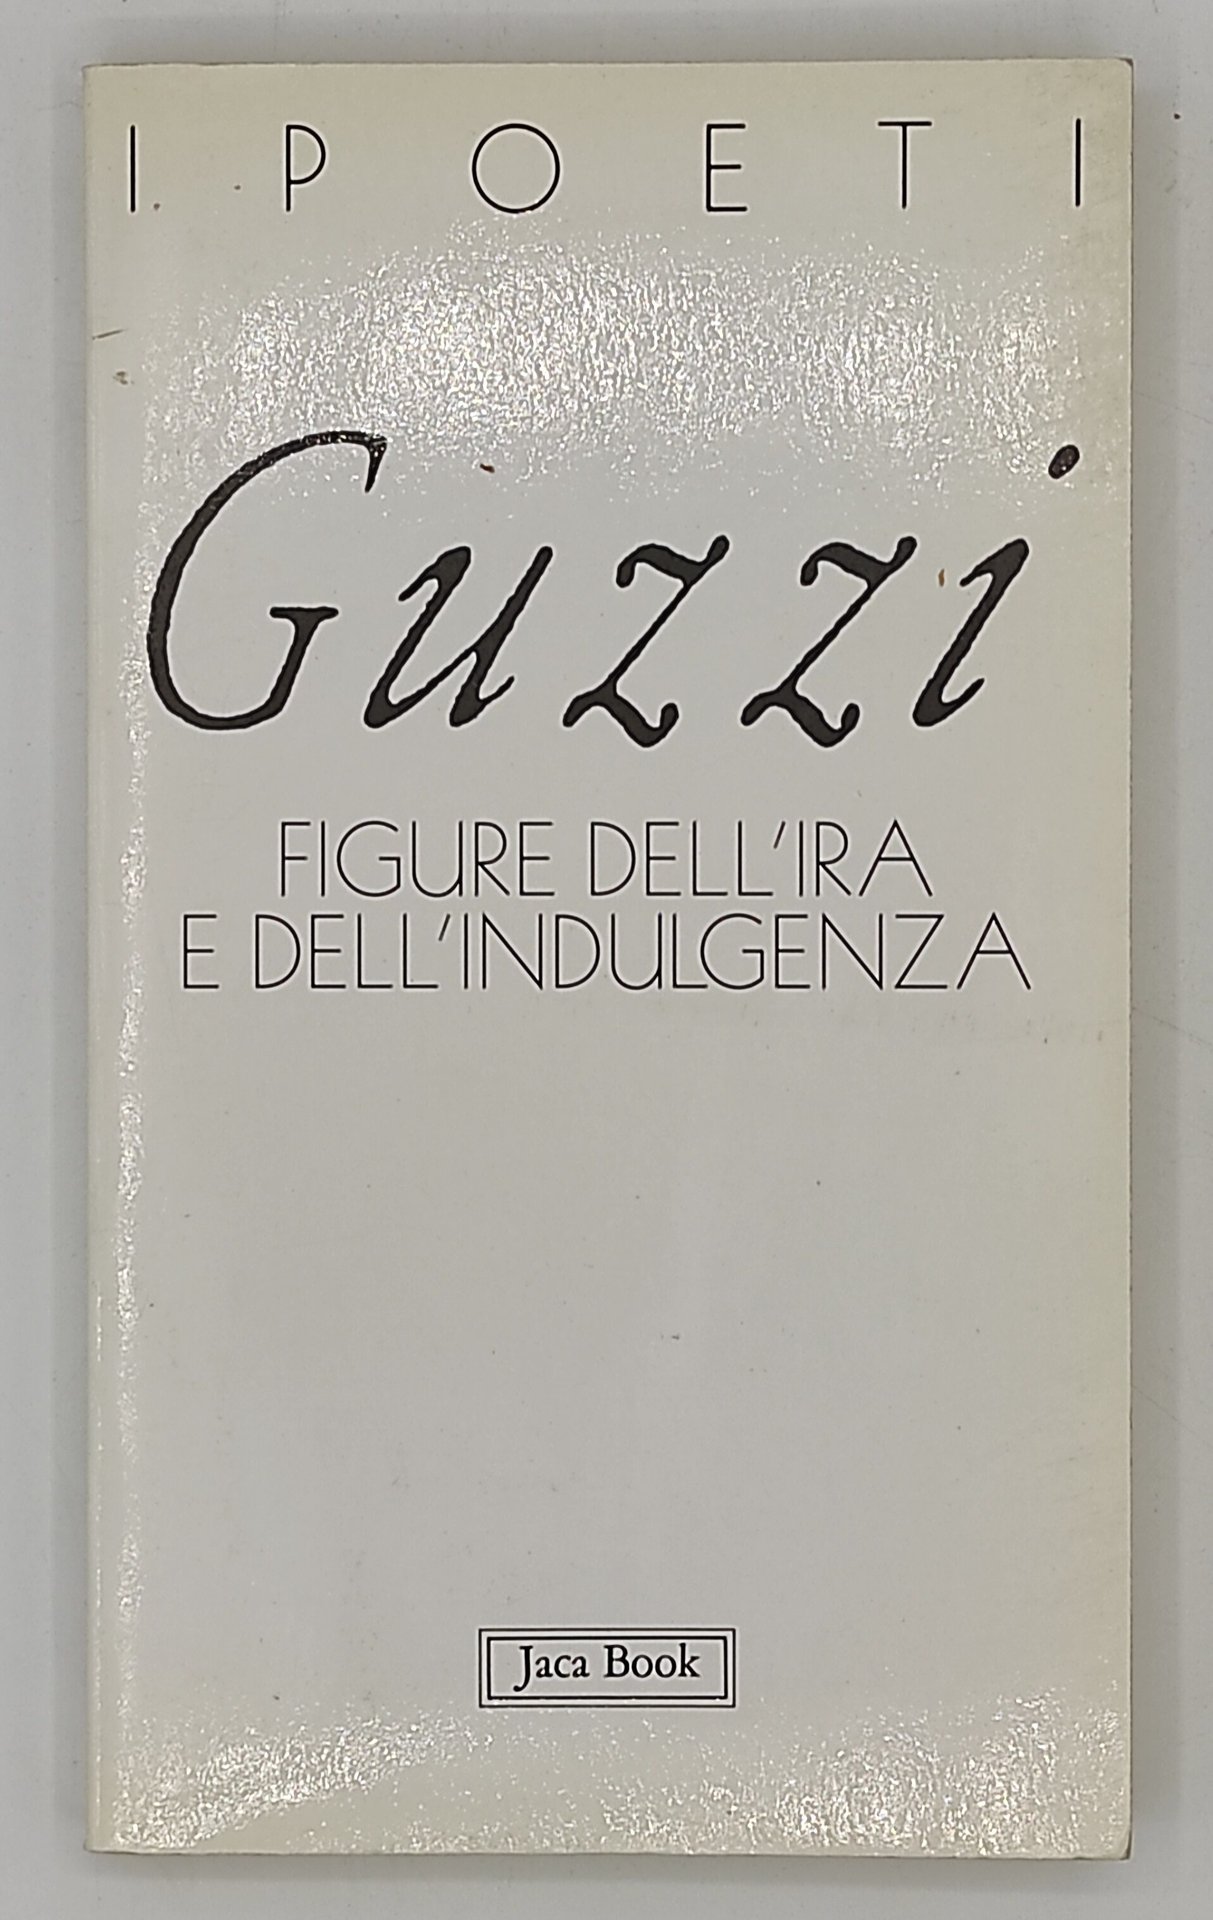 I POETI
Guzzi
FIGURE DELL'IRA
E DELL'INDULGENZA
Jaca Book